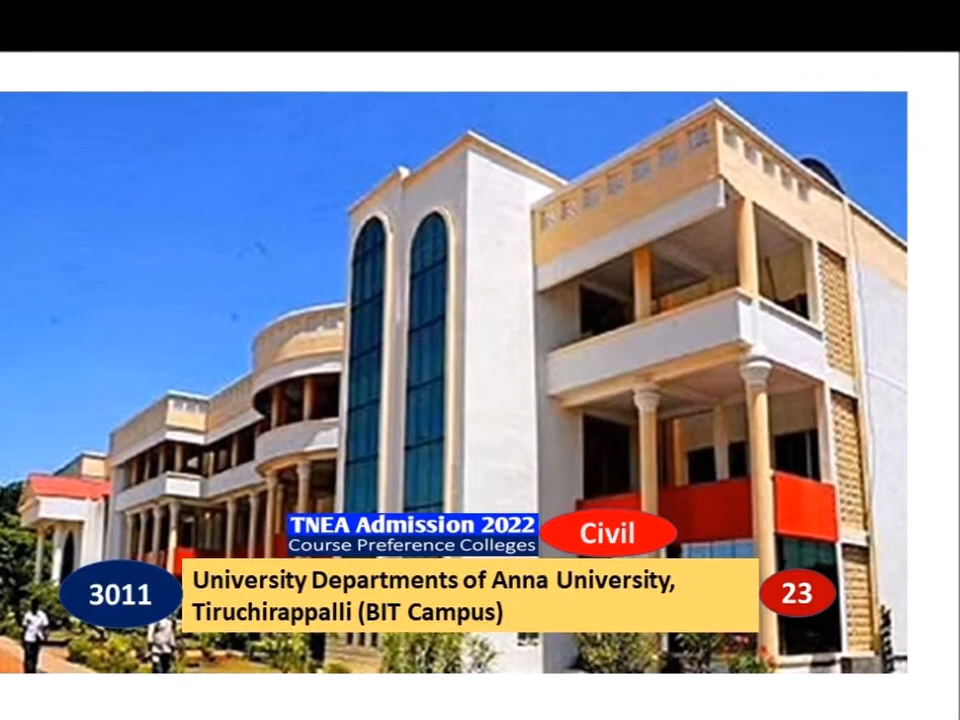 TNEA Admission 2022
Course Preference Colleges
Civil
3011
University Departments of Anna University,
Tiruchirappalli (BIT Campus)
23